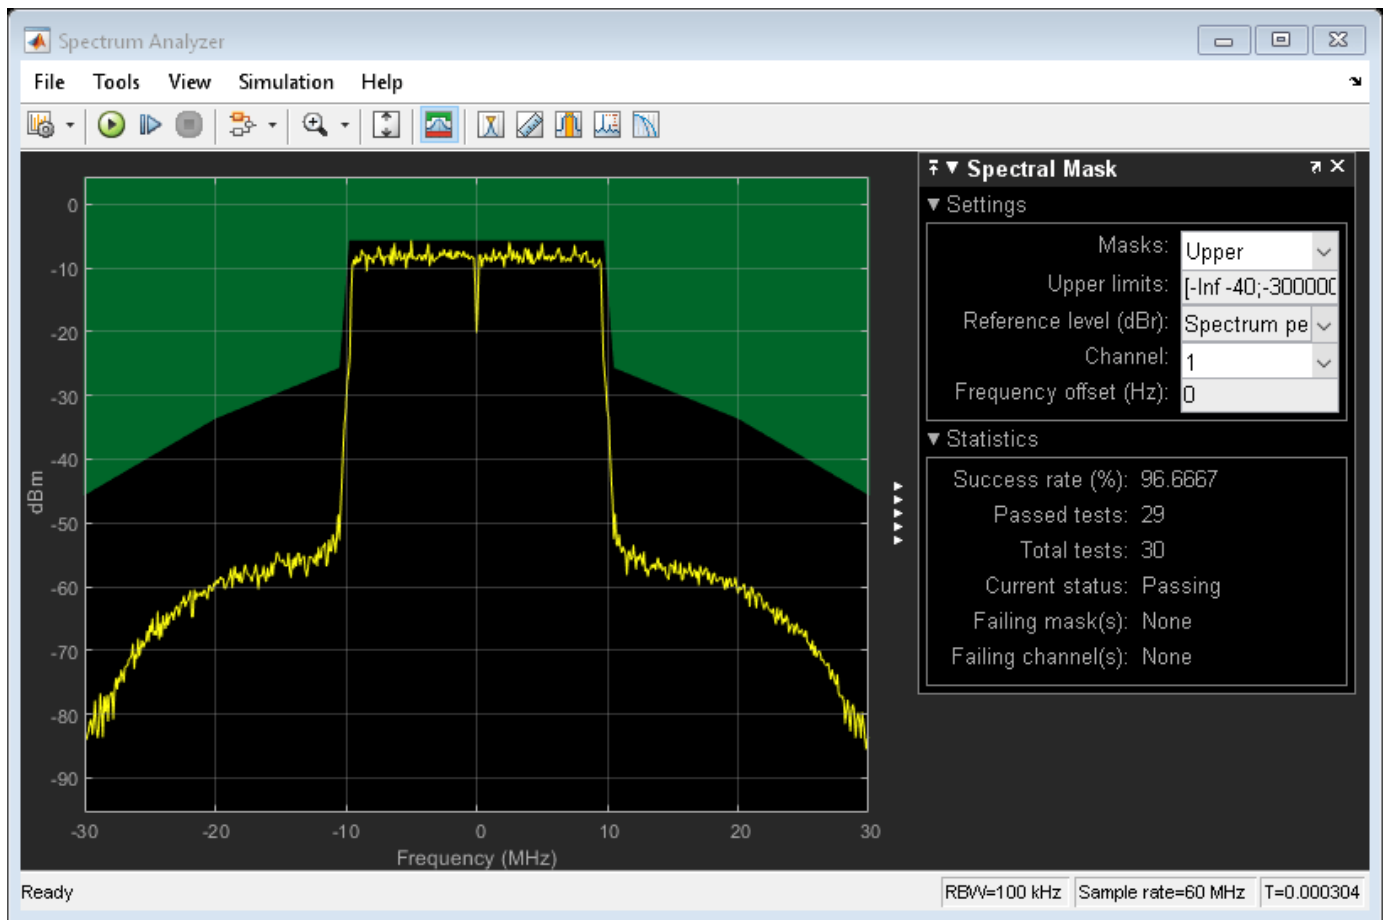 Spectrum Analyzer
File Tools View Simulation Help
Spectral Mask
Settings
Masks: Upper
Upper limits: [-Inf -40;-300000
Reference level (dBr): Spectrum pe
Channel: 1
Frequency offset (Hz): 0
Statistics
Success rate (%): 96.6667
Passed tests: 29
Total tests: 30
Current status: Passing
Failing mask(s): None
Failing channel(s): None
0
-10
-20
-30
-40
-50
-60
-70
-80
-90
dBm
-30 -20 -10 0 10 20 30
Frequency (MHz)
Ready RBW=100 kHz Sample rate=60 MHz T=0.000304